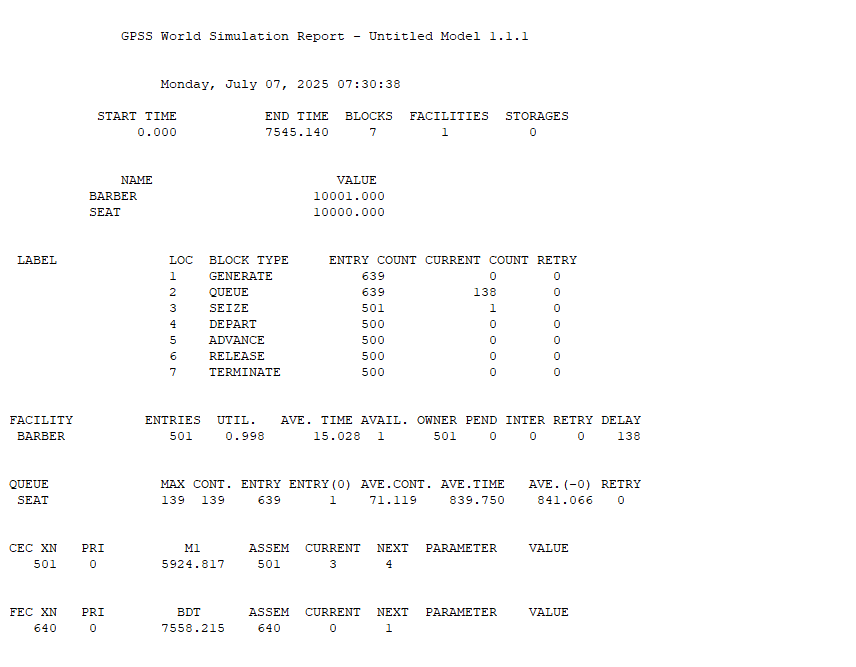 GPSS World Simulation Report - Untitled Model 1.1.1
Monday, July 07, 2025 07:30:38
START TIME END TIME BLOCKS FACILITIES STORAGES
0.000 7545.140 7 1 0
NAME VALUE
BARBER 10001.000
SEAT 10000.000
LABEL LOC BLOCK TYPE ENTRY COUNT CURRENT COUNT RETRY
1 GENERATE 639 0 0
2 QUEUE 639 138 0
3 SEIZE 501 1 0
4 DEPART 500 0 0
5 ADVANCE 500 0 0
6 RELEASE 500 0 0
7 TERMINATE 500 0 0
FACILITY ENTRIES UTIL. AVE. TIME AVAIL. OWNER PEND INTER RETRY DELAY
BARBER 501 0.998 15.028 1 501 0 0 0 138
QUEUE MAX CONT. ENTRY ENTRY(0) AVE.CONT. AVE.TIME AVE.(-0) RETRY
SEAT 139 139 639 1 71.119 839.750 841.066 0
CEC XN PRI M1 ASSEM CURRENT NEXT PARAMETER VALUE
501 0 5924.817 501 3 4
FEC XN PRI BDT ASSEM CURRENT NEXT PARAMETER VALUE
640 0 7558.215 640 0 1